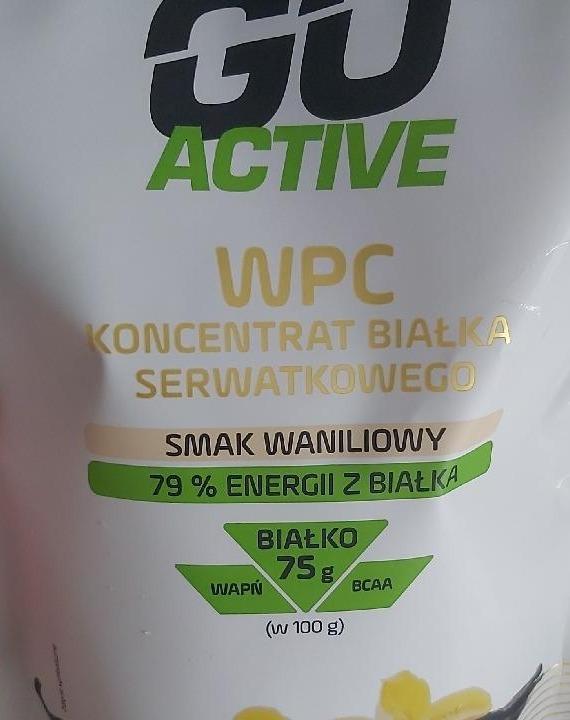 GO
ACTIVE
WPC
KONCENTRAT BIAŁKA
SERWATKOWEGO
SMAK WANILIOWY
79 % ENERGII Z BIAŁKA
BIAŁKO
75 g
WAPŃ
BCAA
(w 100 g)